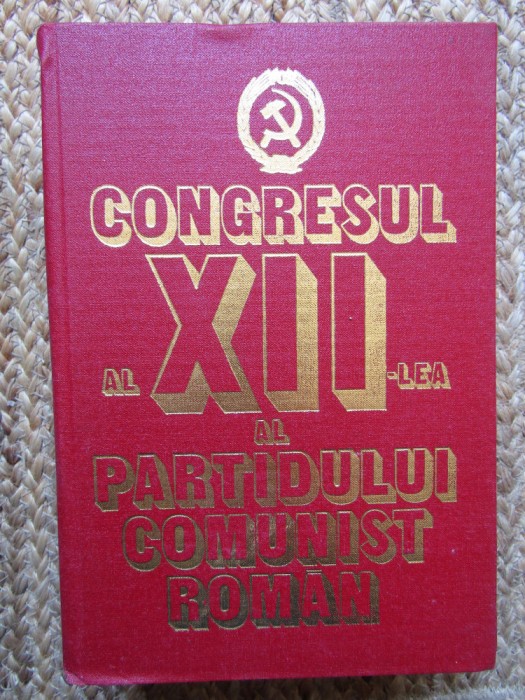 CONGRESUL
AL XII-LEA
AL
PARTIDULUI
COMUNIST
ROMÂN